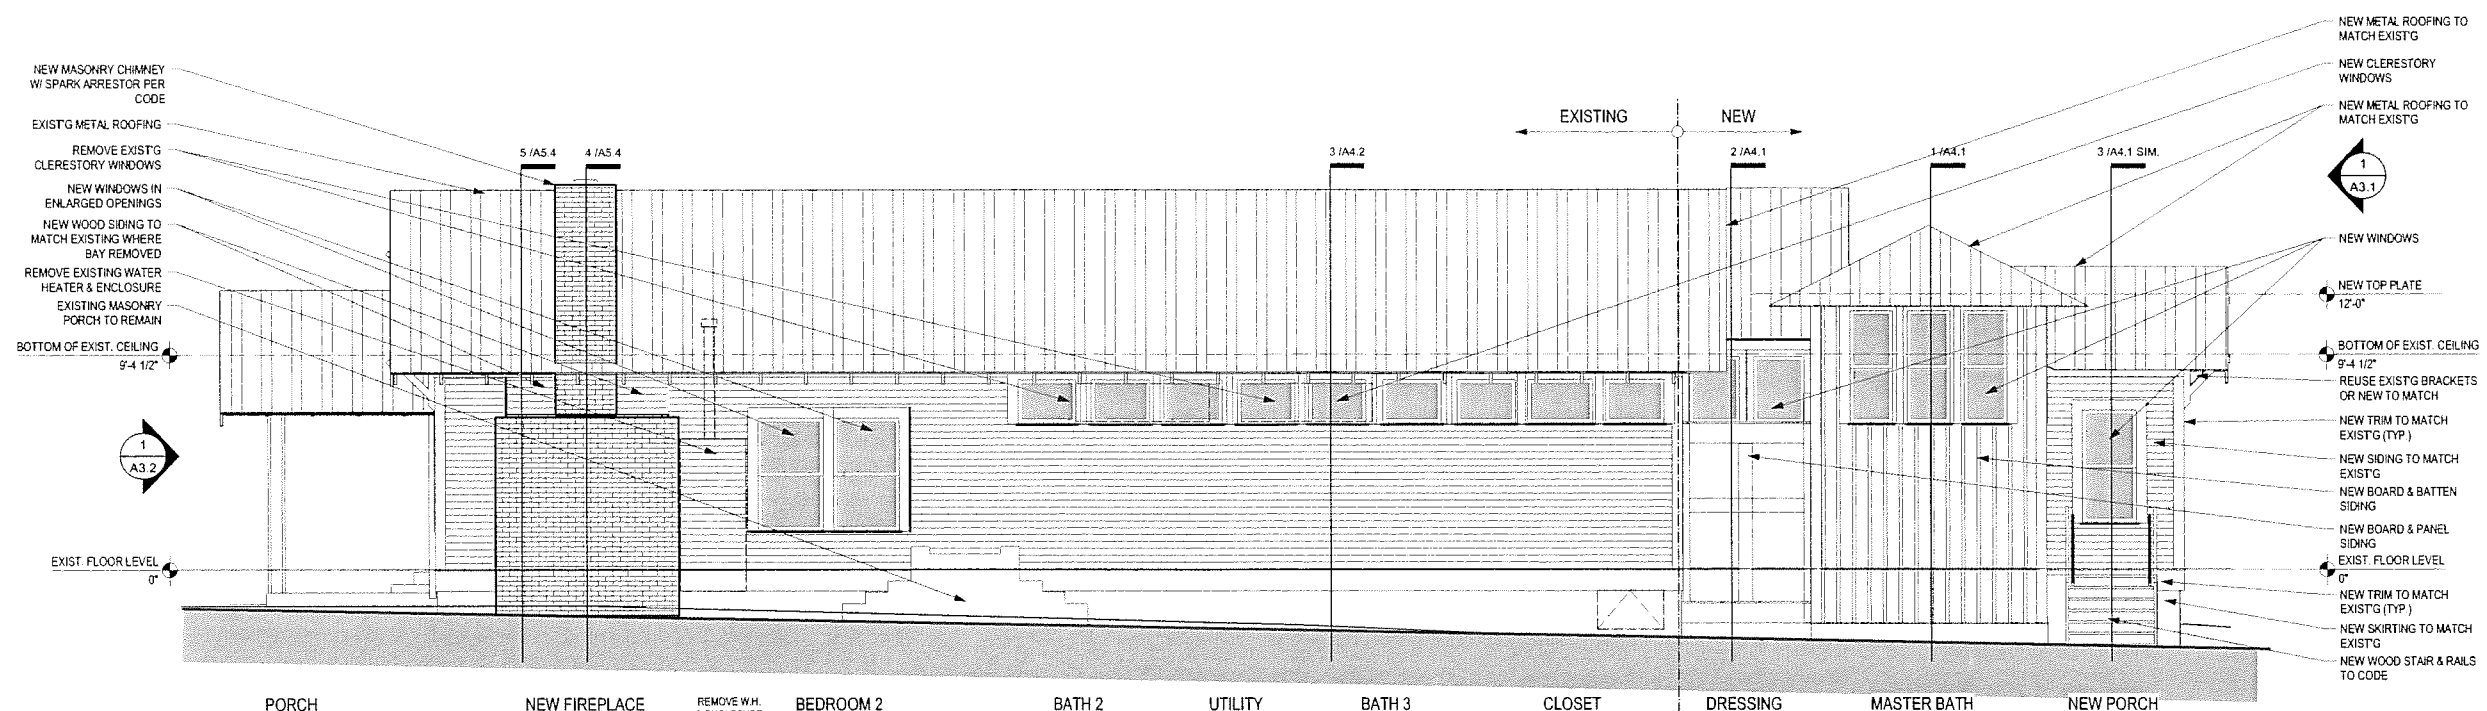 NEW MASONRY CHIMNEY
W/ SPARK ARRESTOR PER
CODE
EXIST'G METAL ROOFING
REMOVE EXIST'G
CLERESTORY WINDOWS
NEW WINDOWS IN
ENLARGED OPENINGS
NEW WOOD SIDING TO
MATCH EXISTING WHERE
BAY REMOVED
REMOVE EXISTING WATER
HEATER & ENCLOSURE
EXISTING MASONRY
PORCH TO REMAIN
BOTTOM OF EXIST. CEILING
9'-4 1/2"
1
A3.2
EXIST. FLOOR LEVEL
0"
5 /A5.4
4 /A5.4
3 /A4.2
EXISTING
NEW
2 /A4.1
1 /A4.1
3 /A4.1 SIM.
NEW METAL ROOFING TO
MATCH EXIST'G
NEW CLERESTORY
WINDOWS
NEW METAL ROOFING TO
MATCH EXIST'G
1
A3.1
NEW WINDOWS
NEW TOP PLATE
12'-0"
BOTTOM OF EXIST. CEILING
9'-4 1/2"
REUSE EXIST'G BRACKETS
OR NEW TO MATCH
NEW TRIM TO MATCH
EXIST'G (TYP.)
NEW SIDING TO MATCH
EXIST'G
NEW BOARD & BATTEN
SIDING
NEW BOARD & PANEL
SIDING
EXIST. FLOOR LEVEL
0"
NEW TRIM TO MATCH
EXIST'G (TYP.)
NEW SKIRTING TO MATCH
EXIST'G
NEW WOOD STAIR & RAILS
TO CODE
PORCH
NEW FIREPLACE
REMOVE W.H.
BEDROOM 2
BATH 2
UTILITY
BATH 3
CLOSET
DRESSING
MASTER BATH
NEW PORCH